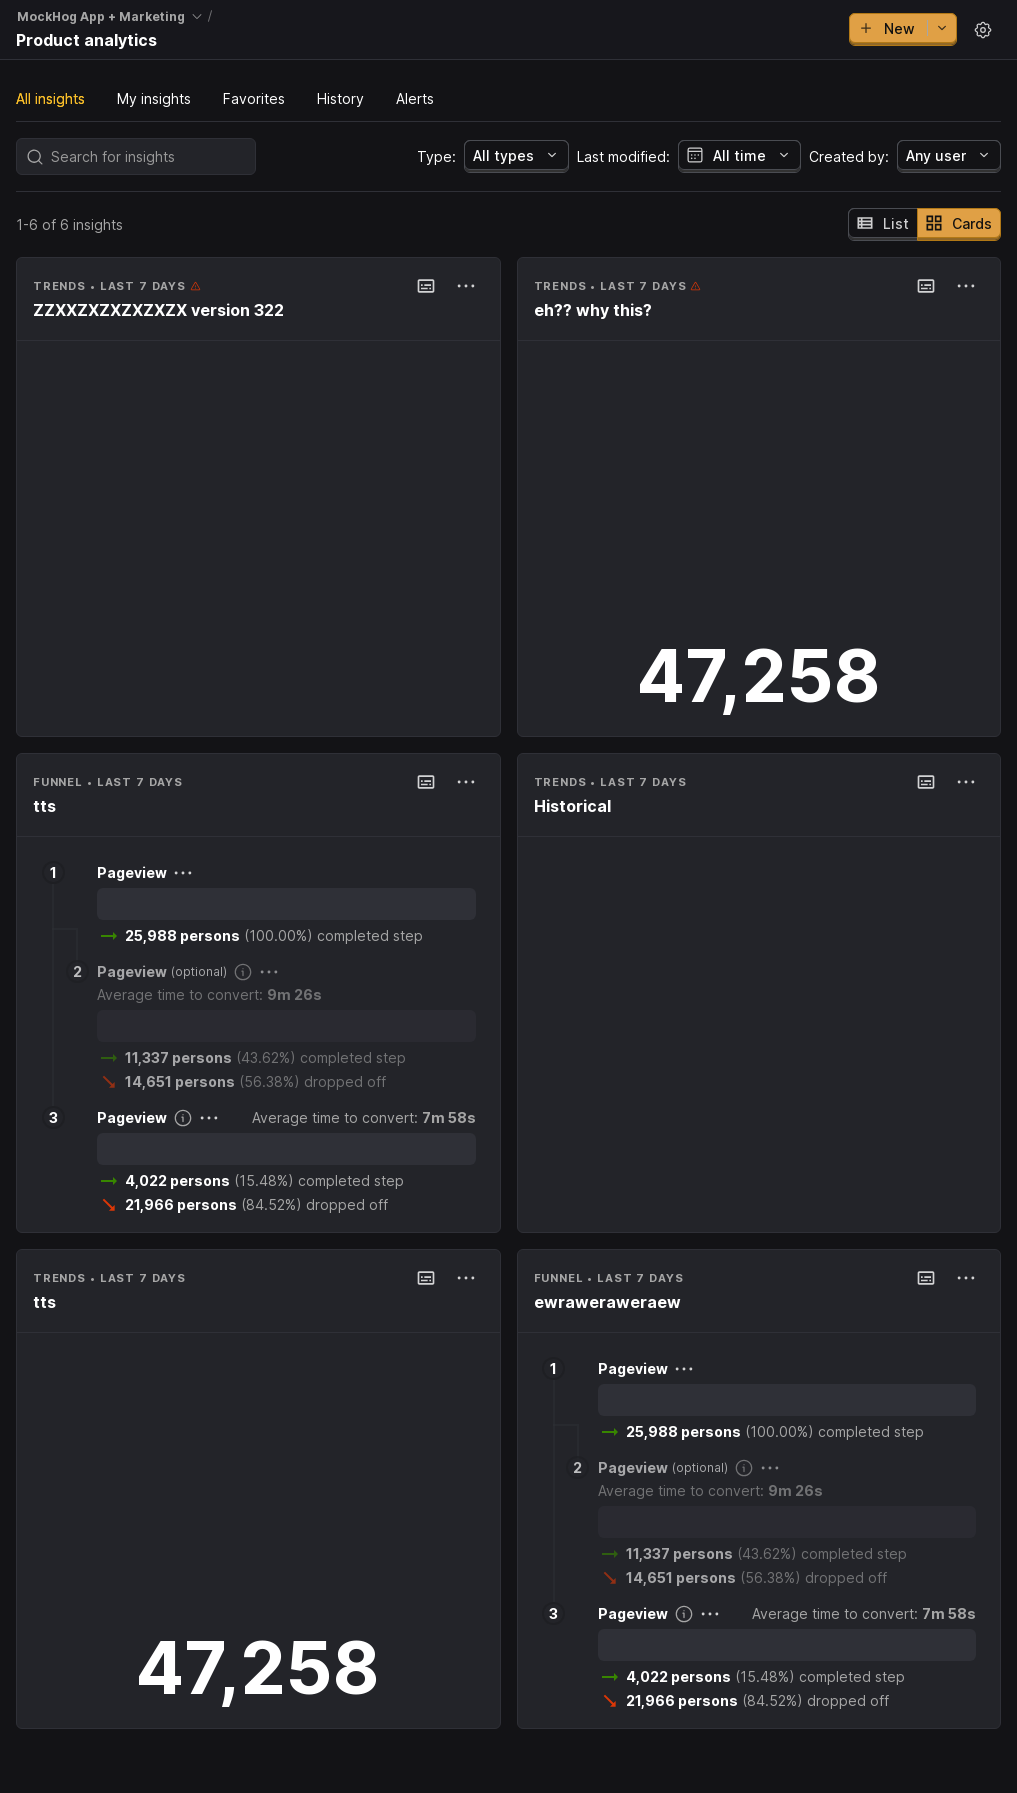 MockHog App + Marketing /
Product analytics
New
All insights
My insights
Favorites
History
Alerts
Search for insights
Type:
All types
Last modified:
All time
Created by:
Any user
1-6 of 6 insights
List
Cards
TRENDS • LAST 7 DAYS
ZZXXZXZXZXZXZX version 322
TRENDS • LAST 7 DAYS
eh?? why this?
47,258
FUNNEL • LAST 7 DAYS
tts
1
Pageview
25,988 persons (100.00%) completed step
2
Pageview (optional)
Average time to convert: 9m 26s
11,337 persons (43.62%) completed step
14,651 persons (56.38%) dropped off
3
Pageview
Average time to convert: 7m 58s
4,022 persons (15.48%) completed step
21,966 persons (84.52%) dropped off
TRENDS • LAST 7 DAYS
Historical
TRENDS • LAST 7 DAYS
tts
47,258
FUNNEL • LAST 7 DAYS
ewraweraweraew
1
Pageview
25,988 persons (100.00%) completed step
2
Pageview (optional)
Average time to convert: 9m 26s
11,337 persons (43.62%) completed step
14,651 persons (56.38%) dropped off
3
Pageview
Average time to convert: 7m 58s
4,022 persons (15.48%) completed step
21,966 persons (84.52%) dropped off